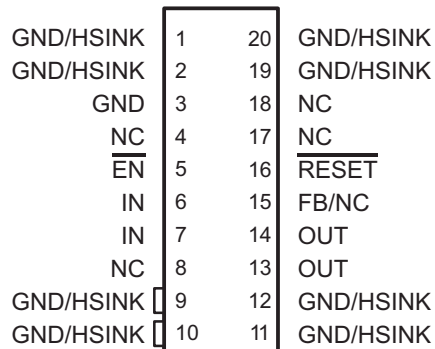 GND/HSINK 1 20 GND/HSINK
GND/HSINK 2 19 GND/HSINK
GND 3 18 NC
NC 4 17 NC
EN 5 16 RESET
IN 6 15 FB/NC
IN 7 14 OUT
NC 8 13 OUT
GND/HSINK 9 12 GND/HSINK
GND/HSINK 10 11 GND/HSINK